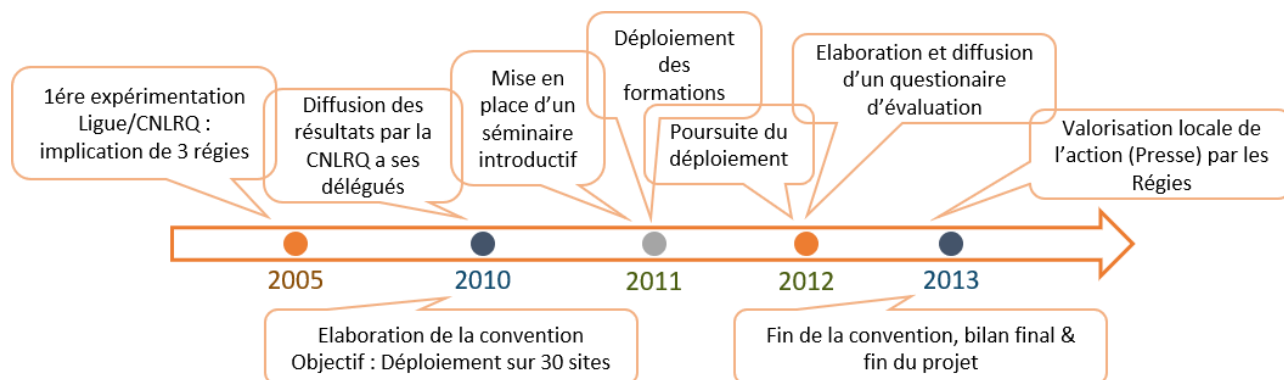 1ére expérimentation
Ligue/CNLRQ :
implication de 3 régies
Diffusion des
résultats par la
CNLRQ a ses
délégués
Mise en
place d’un
séminaire
introductif
Déploiement
des
formations
Poursuite du
déploiement
Elaboration et diffusion
d’un questionaire
d’évaluation
Valorisation locale de
l’action (Presse) par les
Régies
2005
2010
2011
2012
2013
Elaboration de la convention
Objectif : Déploiement sur 30 sites
Fin de la convention, bilan final &
fin du projet